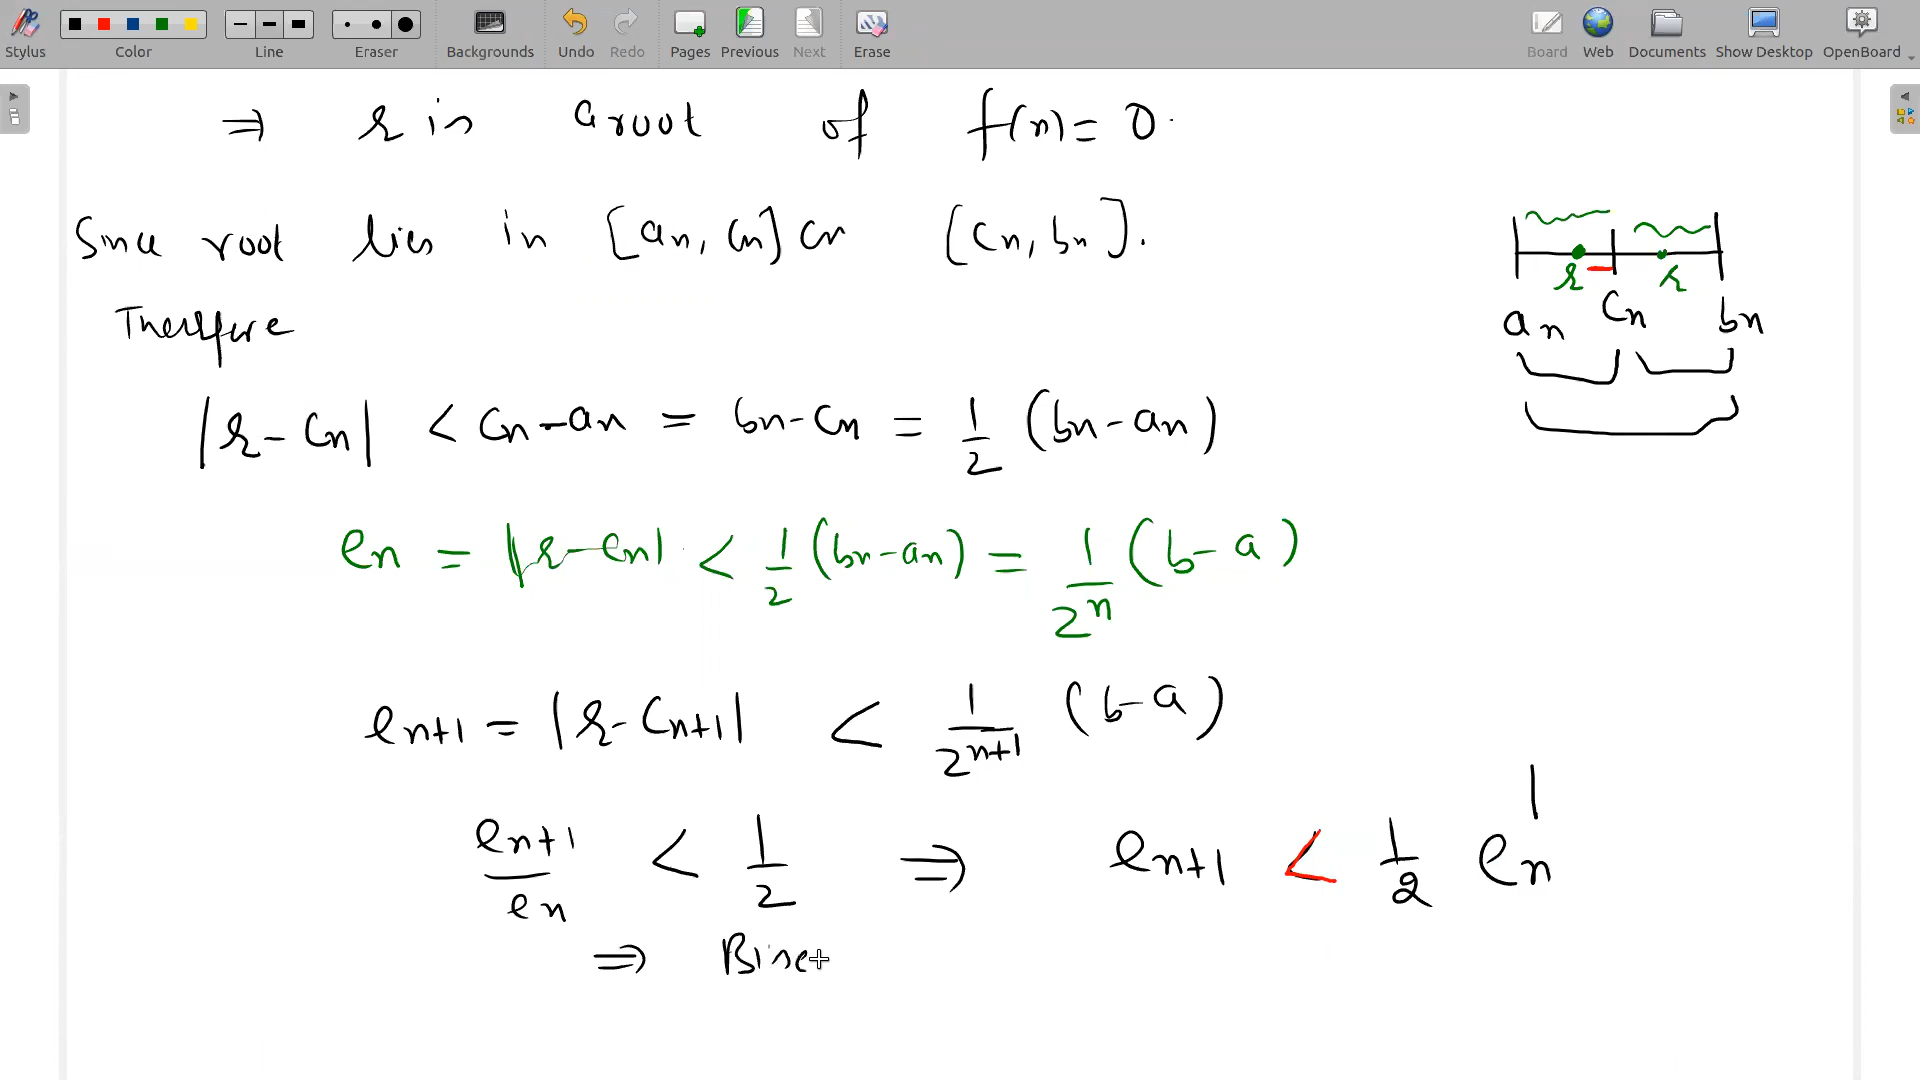 Stylus Color Line Eraser Backgrounds Undo Redo Pages Previous Next Erase Board Web Documents Show Desktop OpenBoard
⇒ r is a root of f(x) = 0.
Since root lies in [an, cn] or [cn, bn].
r r
an cn bn
Therefore
|r - cn| < cn - an = bn - cn = 1/2 (bn - an)
en = |r - cn| < 1/2 (bn - an) = 1/2^n (b - a)
en+1 = |r - cn+1| < 1/2^(n+1) (b - a)
en+1/en < 1/2 ⇒ en+1 < 1/2 en^1
⇒ Bisec